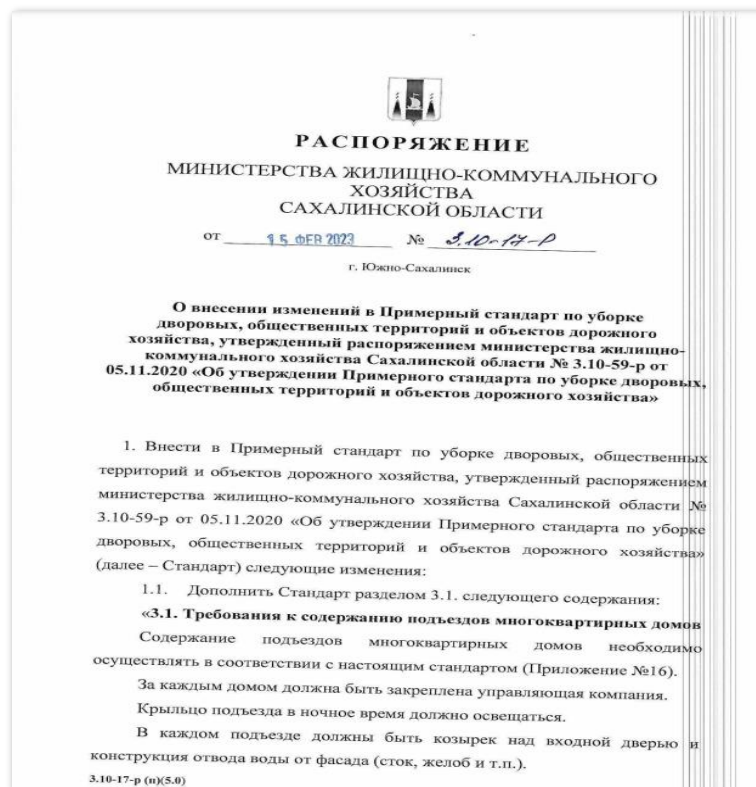 РАСПОРЯЖЕНИЕ
МИНИСТЕРСТВА ЖИЛИЩНО-КОММУНАЛЬНОГО
ХОЗЯЙСТВА
САХАЛИНСКОЙ ОБЛАСТИ
от 15 ФЕВ 2023 № 3.10-17-р
г. Южно-Сахалинск
О внесении изменений в Примерный стандарт по уборке
дворовых, общественных территорий и объектов дорожного
хозяйства, утвержденный распоряжением министерства жилищно-
коммунального хозяйства Сахалинской области № 3.10-59-р от
05.11.2020 «Об утверждении Примерного стандарта по уборке дворовых,
общественных территорий и объектов дорожного хозяйства»
1. Внести в Примерный стандарт по уборке дворовых, общественных
территорий и объектов дорожного хозяйства, утвержденный распоряжением
министерства жилищно-коммунального хозяйства Сахалинской области №
3.10-59-р от 05.11.2020 «Об утверждении Примерного стандарта по уборке
дворовых, общественных территорий и объектов дорожного хозяйства»
(далее – Стандарт) следующие изменения:
1.1. Дополнить Стандарт разделом 3.1. следующего содержания:
«3.1. Требования к содержанию подъездов многоквартирных домов
Содержание подъездов многоквартирных домов необходимо
осуществлять в соответствии с настоящим стандартом (Приложение №16).
За каждым домом должна быть закреплена управляющая компания.
Крыльцо подъезда в ночное время должно освещаться.
В каждом подъезде должны быть козырек над входной дверью и
конструкция отвода воды от фасада (сток, желоб и т.п.).
3.10-17-р (п)(5.0)